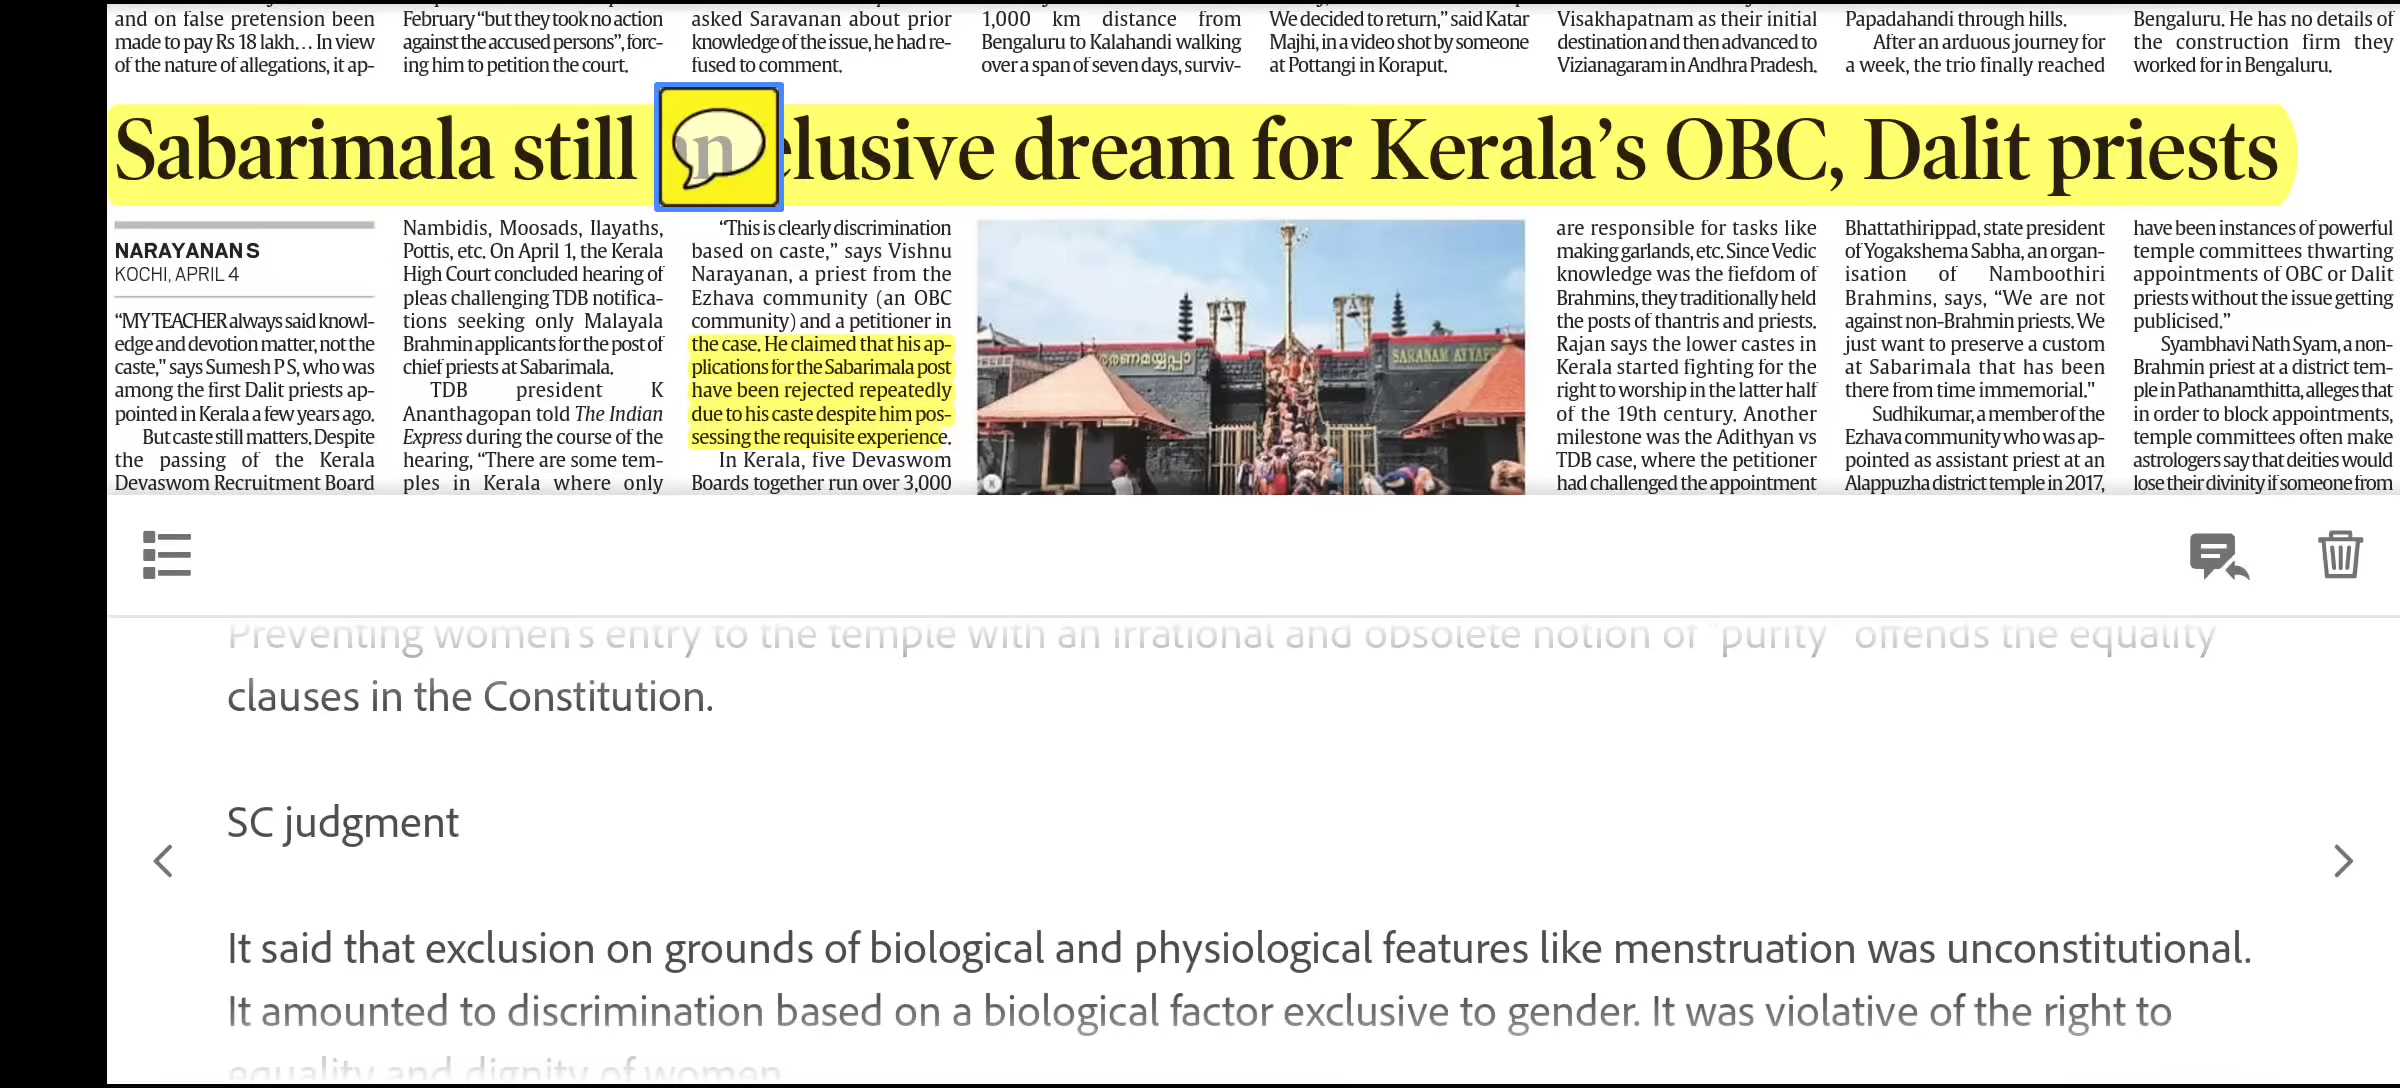 and on false pretension been
made to pay Rs 18 lakh... In view
of the nature of allegations, it ap-
February “but they took no action
against the accused persons”, forc-
ing him to petition the court.
asked Saravanan about prior
knowledge of the issue, he had re-
fused to comment.
1,000 km distance from
Bengaluru to Kalahandi walking
over a span of seven days, surviv-
We decided to return,” said Katar
Majhi, in a video shot by someone
at Pottangi in Koraput.
Visakhapatnam as their initial
destination and then advanced to
Vizianagaram in Andhra Pradesh.
Papadahandi through hills.
After an arduous journey for
a week, the trio finally reached
Bengaluru. He has no details of
the construction firm they
worked for in Bengaluru.
Sabarimala still an elusive dream for Kerala’s OBC, Dalit priests
NARAYANAN S
KOCHI, APRIL 4
“MY TEACHER always said knowl-
edge and devotion matter, not the
caste," says Sumesh P S, who was
among the first Dalit priests ap-
pointed in Kerala a few years ago.
But caste still matters. Despite
the passing of the Kerala
Devaswom Recruitment Board
Nambidis, Moosads, Ilayaths,
Pottis, etc. On April 1, the Kerala
High Court concluded hearing of
pleas challenging TDB notifica-
tions seeking only Malayala
Brahmin applicants for the post of
chief priests at Sabarimala.
TDB president K
Ananthagopan told The Indian
Express during the course of the
hearing, “There are some tem-
ples in Kerala where only
“This is clearly discrimination
based on caste,” says Vishnu
Narayanan, a priest from the
Ezhava community (an OBC
community) and a petitioner in
the case. He claimed that his ap-
plications for the Sabarimala post
have been rejected repeatedly
due to his caste despite him pos-
sessing the requisite experience.
In Kerala, five Devaswom
Boards together run over 3,000
SARANAM AYYAP
are responsible for tasks like
making garlands, etc. Since Vedic
knowledge was the fiefdom of
Brahmins, they traditionally held
the posts of thantris and priests.
Rajan says the lower castes in
Kerala started fighting for the
right to worship in the latter half
of the 19th century. Another
milestone was the Adithyan vs
TDB case, where the petitioner
had challenged the appointment
Bhattathirippad, state president
of Yogakshema Sabha, an organ-
isation of Namboothiri
Brahmins, says, “We are not
against non-Brahmin priests. We
just want to preserve a custom
at Sabarimala that has been
there from time immemorial."
Sudhikumar, a member of the
Ezhava community who was ap-
pointed as assistant priest at an
Alappuzha district temple in 2017,
have been instances of powerful
temple committees thwarting
appointments of OBC or Dalit
priests without the issue getting
publicised.”
Syambhavi Nath Syam, a non-
Brahmin priest at a district tem-
ple in Pathanamthitta, alleges that
in order to block appointments,
temple committees often make
astrologers say that deities would
lose their divinity if someone from
Preventing women's entry to the temple with an irrational and obsolete notion of "purity" offends the equality
clauses in the Constitution.
SC judgment
It said that exclusion on grounds of biological and physiological features like menstruation was unconstitutional.
It amounted to discrimination based on a biological factor exclusive to gender. It was violative of the right to
equality and dignity of women